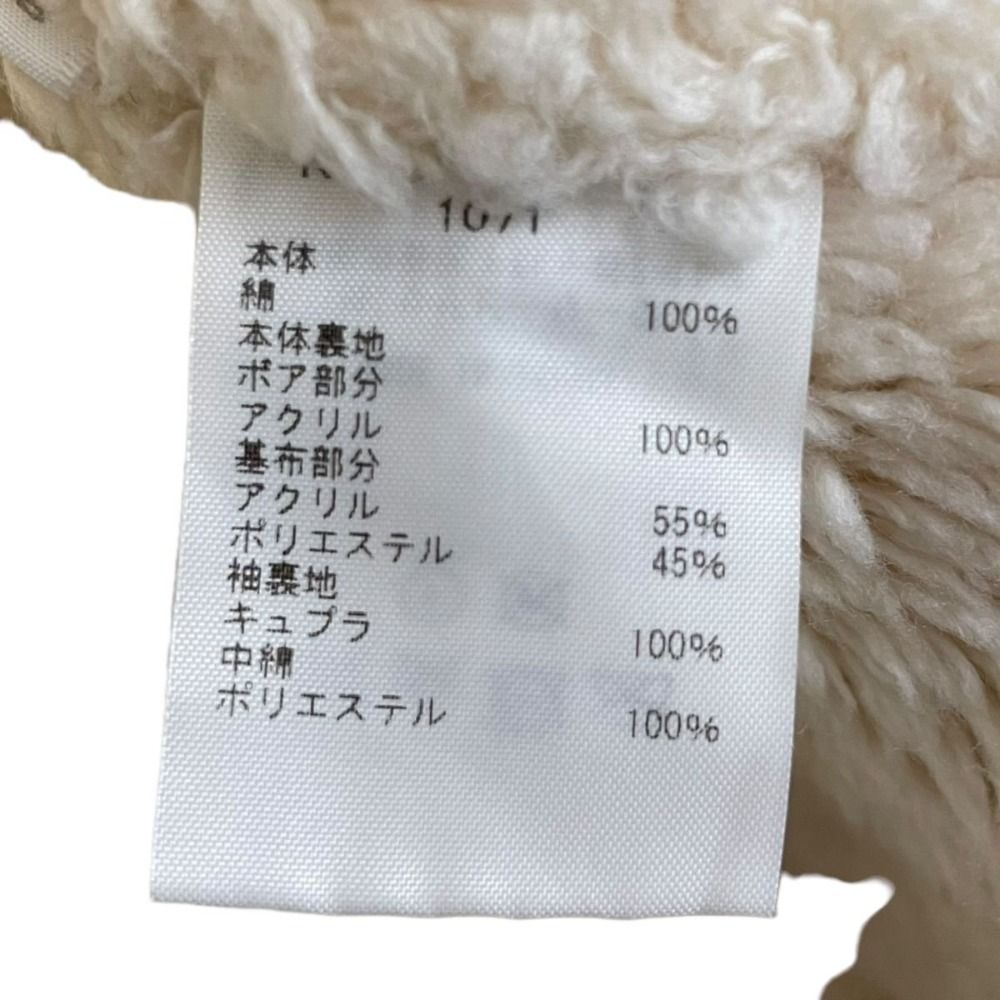 1071
本体
綿 100%
本体裏地
ボア部分
アクリル 100%
基布部分
アクリル 55%
ポリエステル 45%
袖裏地
キュプラ 100%
中綿
ポリエステル 100%